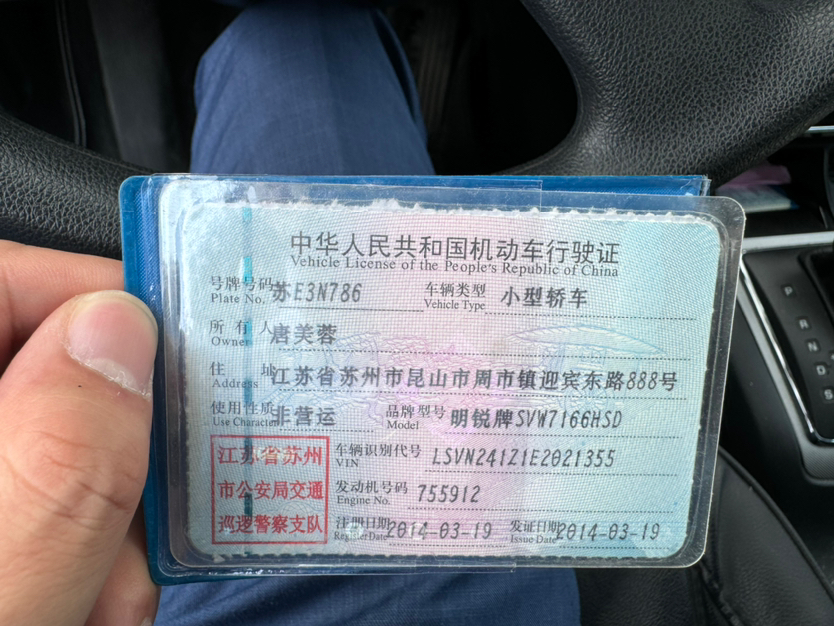 中华人民共和国机动车行驶证
Vehicle License of the People's Republic of China
号牌号码 苏E3N786 车辆类型 小型轿车
Plate No. Vehicle Type
所有人 唐美蓉
Owner
住址 江苏省苏州市昆山市周市镇迎宾东路888号
Address
使用性质 非营运 品牌型号 明锐牌SVW7166HSD
Use Character Model
江苏省苏州 车辆识别代号 LSVN241Z1E2021355
VIN
市公安局交通 发动机号码 755912
Engine No.
巡逻警察支队 注册日期 2014-03-19 发证日期 2014-03-19
Register Date Issue Date
P
R
N
D
S